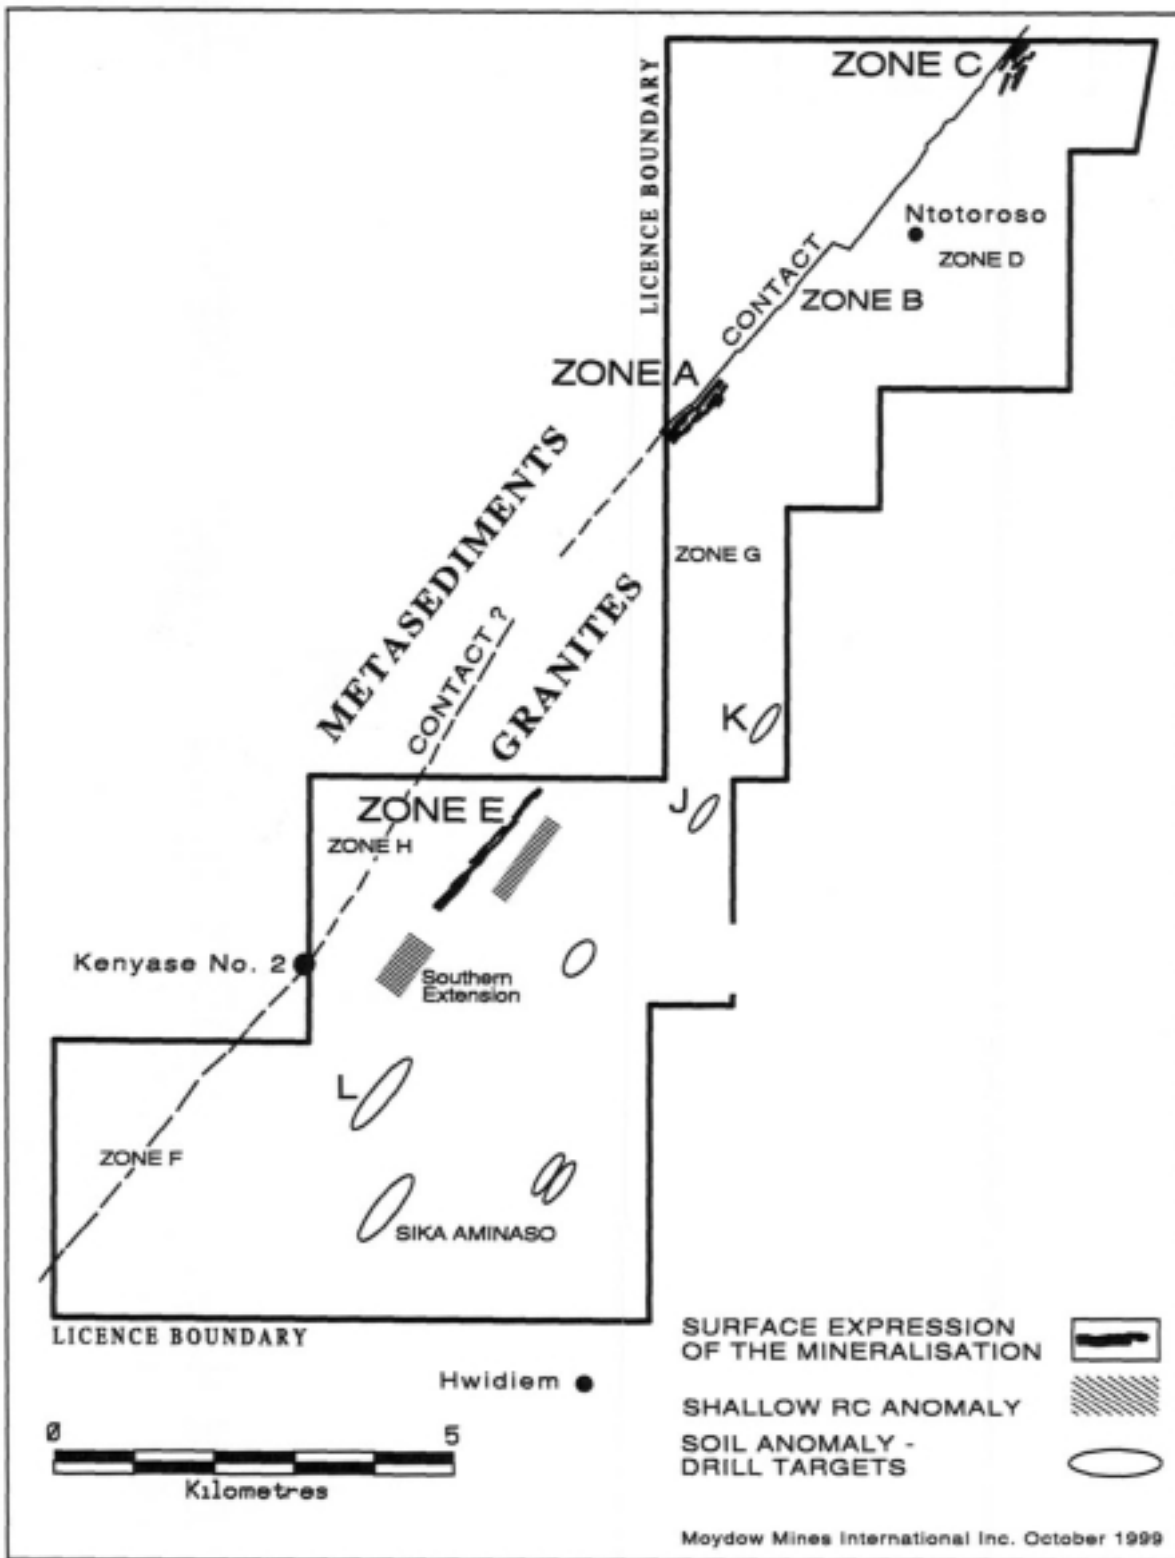 ZONE C
LICENCE BOUNDARY
Ntotoroso
ZONE D
CONTACT
ZONE B
ZONE A
METASEDIMENTS
ZONE G
GRANITES
CONTACT ?
K
J
ZONE E
ZONE H
Kenyase No. 2
Southern
Extension
L
ZONE F
SIKA AMINASO
LICENCE BOUNDARY
SURFACE EXPRESSION
OF THE MINERALISATION
Hwidiem
SHALLOW RC ANOMALY
0 5
SOIL ANOMALY -
DRILL TARGETS
Kilometres
Moydow Mines International Inc. October 1999